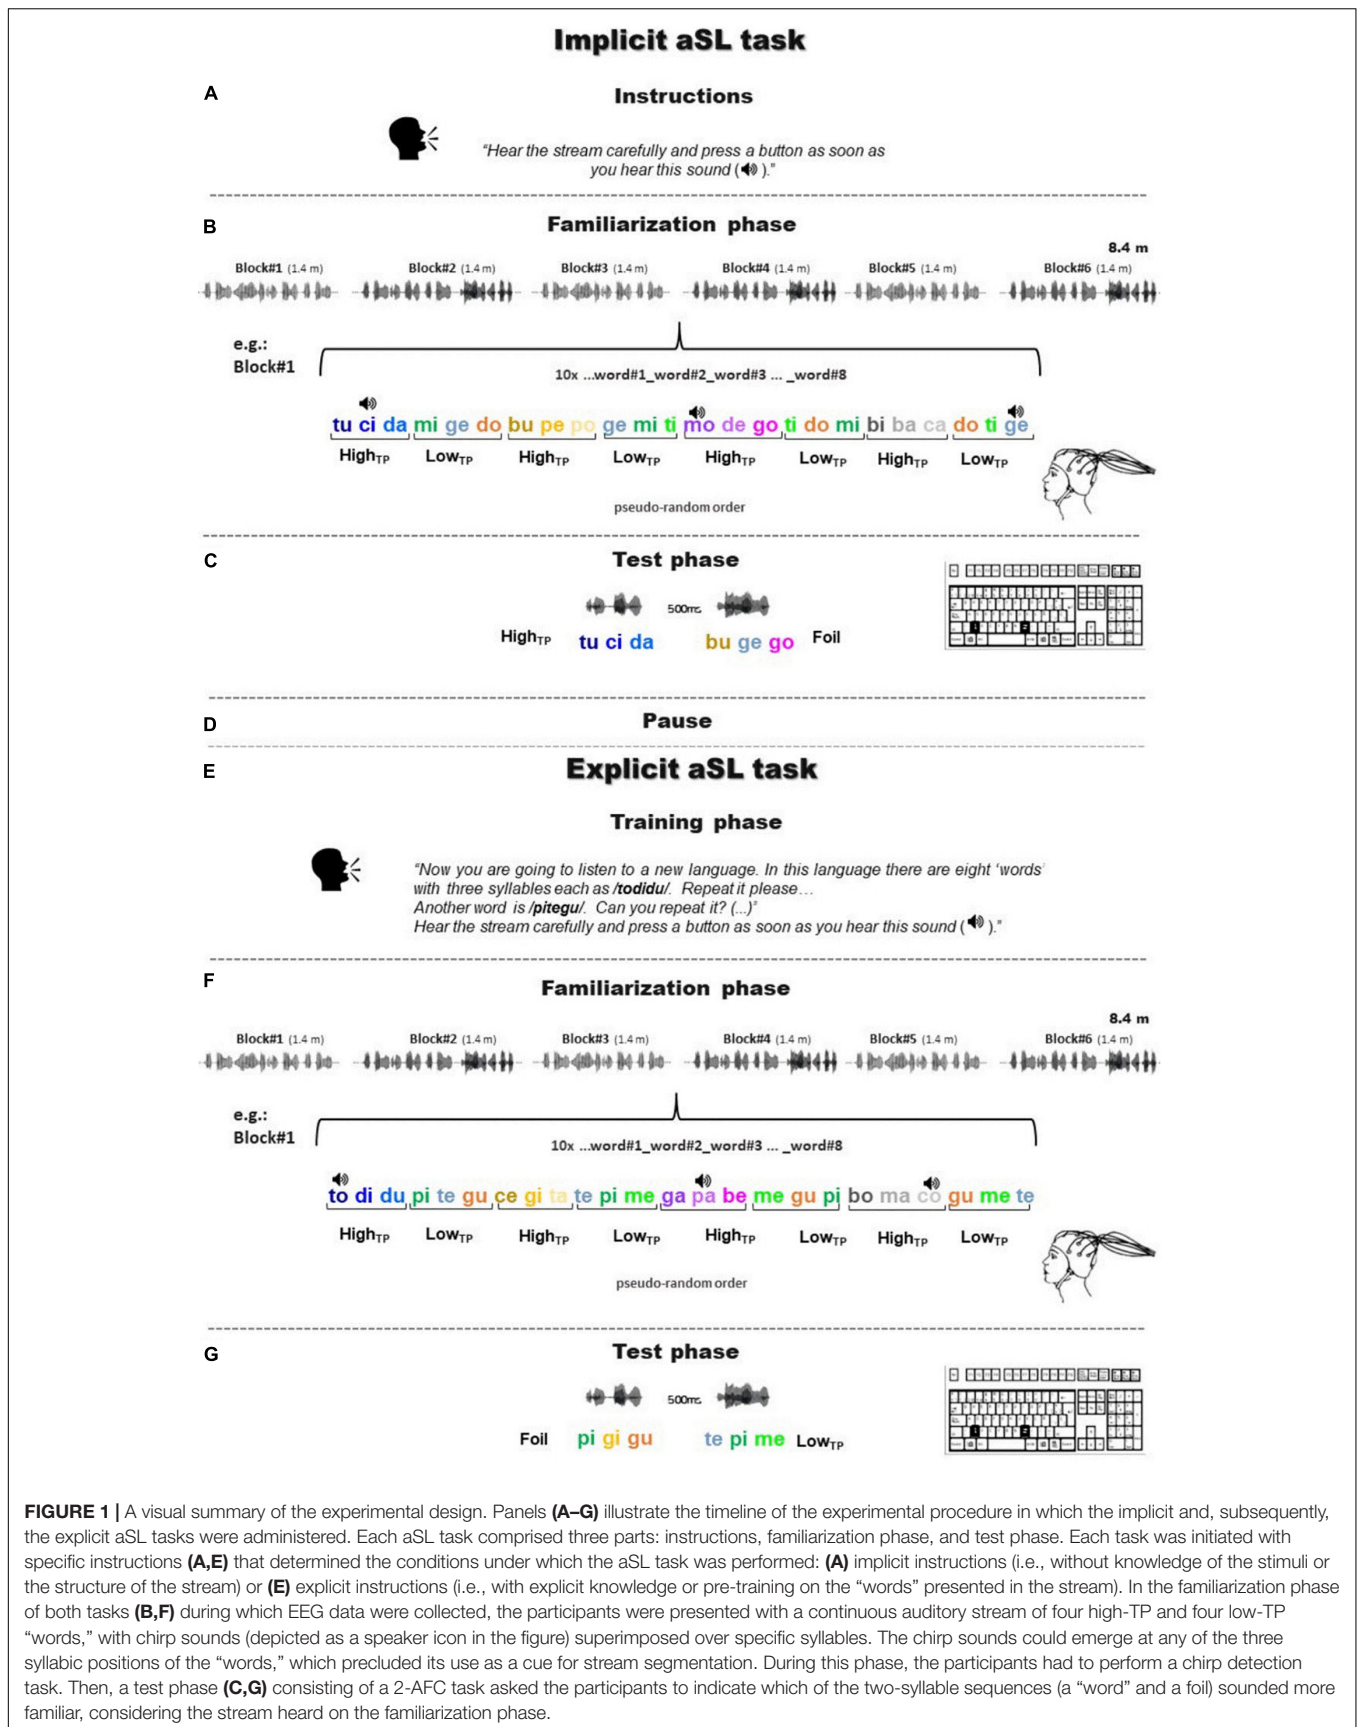 Implicit aSL task
A
Instructions
“Hear the stream carefully and press a button as soon as
you hear this sound ( ).”
B
Familiarization phase
8.4 m
Block#1 (1.4 m) Block#2 (1.4 m) Block#3 (1.4 m) Block#4 (1.4 m) Block#5 (1.4 m) Block#6 (1.4 m)
e.g.:
Block#1
10x ...word#1_word#2_word#3 ... _word#8
tu ci da mi ge do bu pe po ge mi ti mo de go ti do mi bi ba ca do ti ge
HighTP LowTP HighTP LowTP HighTP LowTP HighTP LowTP
pseudo-random order
C
Test phase
500ms
HighTP tu ci da bu ge go Foil
D
Pause
E
Explicit aSL task
Training phase
“Now you are going to listen to a new language. In this language there are eight ‘words’
with three syllables each as /todidu/. Repeat it please…
Another word is /pitegu/. Can you repeat it? (...)”
Hear the stream carefully and press a button as soon as you hear this sound ( ).”
F
Familiarization phase
8.4 m
Block#1 (1.4 m) Block#2 (1.4 m) Block#3 (1.4 m) Block#4 (1.4 m) Block#5 (1.4 m) Block#6 (1.4 m)
e.g.:
Block#1
10x ...word#1_word#2_word#3 ... _word#8
to di du pi te gu ce gi ta te pi me ga pa be me gu pi bo ma co gu me te
HighTP LowTP HighTP LowTP HighTP LowTP HighTP LowTP
pseudo-random order
G
Test phase
500ms
Foil pi gi gu te pi me LowTP
FIGURE 1 | A visual summary of the experimental design. Panels (A–G) illustrate the timeline of the experimental procedure in which the implicit and, subsequently,
the explicit aSL tasks were administered. Each aSL task comprised three parts: instructions, familiarization phase, and test phase. Each task was initiated with
specific instructions (A,E) that determined the conditions under which the aSL task was performed: (A) implicit instructions (i.e., without knowledge of the stimuli or
the structure of the stream) or (E) explicit instructions (i.e., with explicit knowledge or pre-training on the “words” presented in the stream). In the familiarization phase
of both tasks (B,F) during which EEG data were collected, the participants were presented with a continuous auditory stream of four high-TP and four low-TP
“words,” with chirp sounds (depicted as a speaker icon in the figure) superimposed over specific syllables. The chirp sounds could emerge at any of the three
syllabic positions of the “words,” which precluded its use as a cue for stream segmentation. During this phase, the participants had to perform a chirp detection
task. Then, a test phase (C,G) consisting of a 2-AFC task asked the participants to indicate which of the two-syllable sequences (a “word” and a foil) sounded more
familiar, considering the stream heard on the familiarization phase.